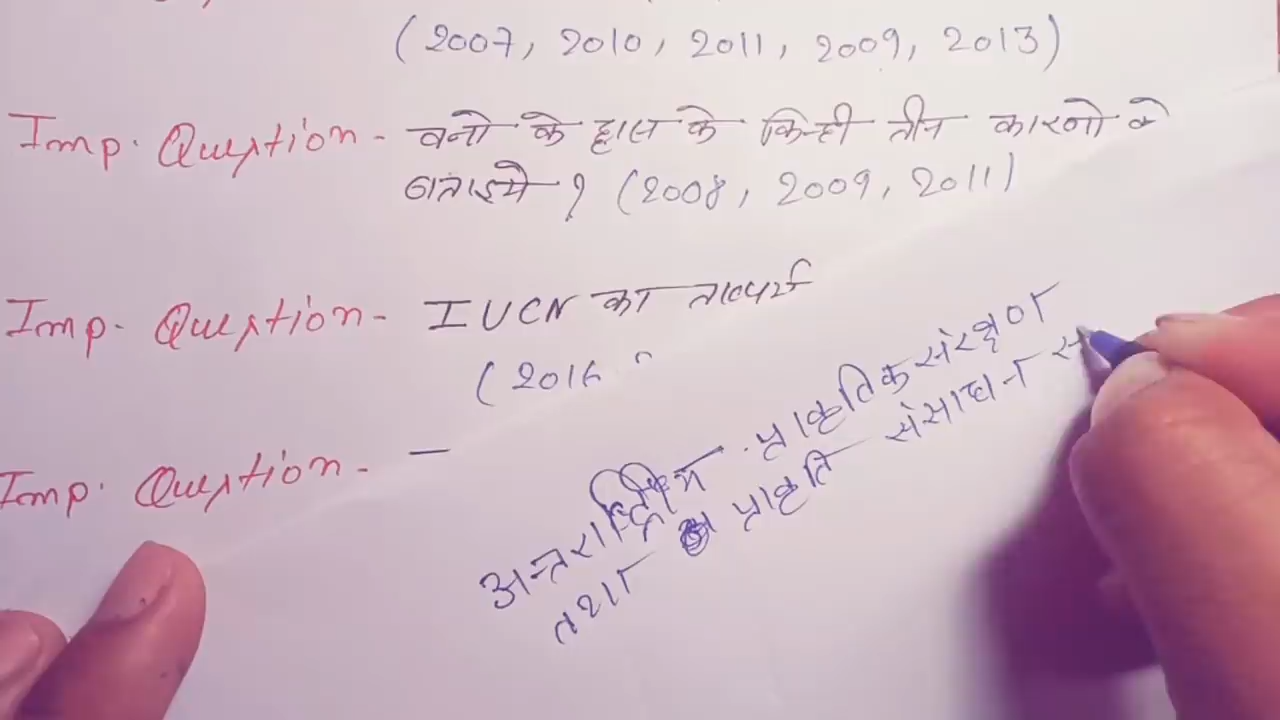 (2007, 2010, 2011, 2009, 2013)
Imp. Question - वनो के ह्रास के किन्ही तीन कारणो के
बताइये ? (2008, 2009, 2011)
Imp. Question - IUCN का तात्पर्य
(2016
Imp. Question -
अन्तराष्ट्रिय प्राकृतिक संरक्षण
तथा प्राकृति संसाधन स